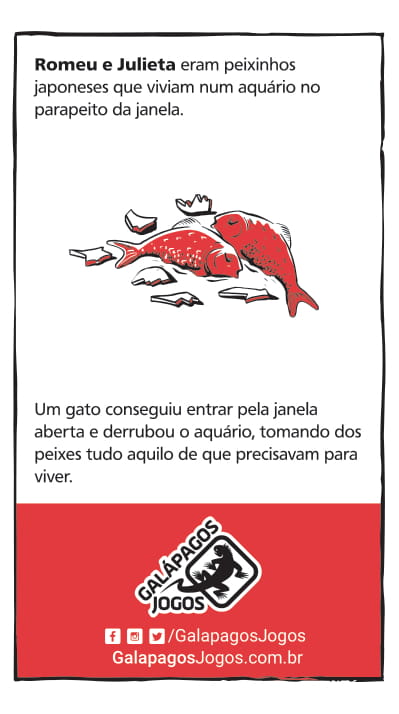 Romeu e Julieta eram peixinhos
japoneses que viviam num aquário no
parapeito da janela.
Um gato conseguiu entrar pela janela
aberta e derrubou o aquário, tomando dos
peixes tudo aquilo de que precisavam para
viver.
GALÁPAGOS
JOGOS
/GalapagosJogos
GalapagosJogos.com.br